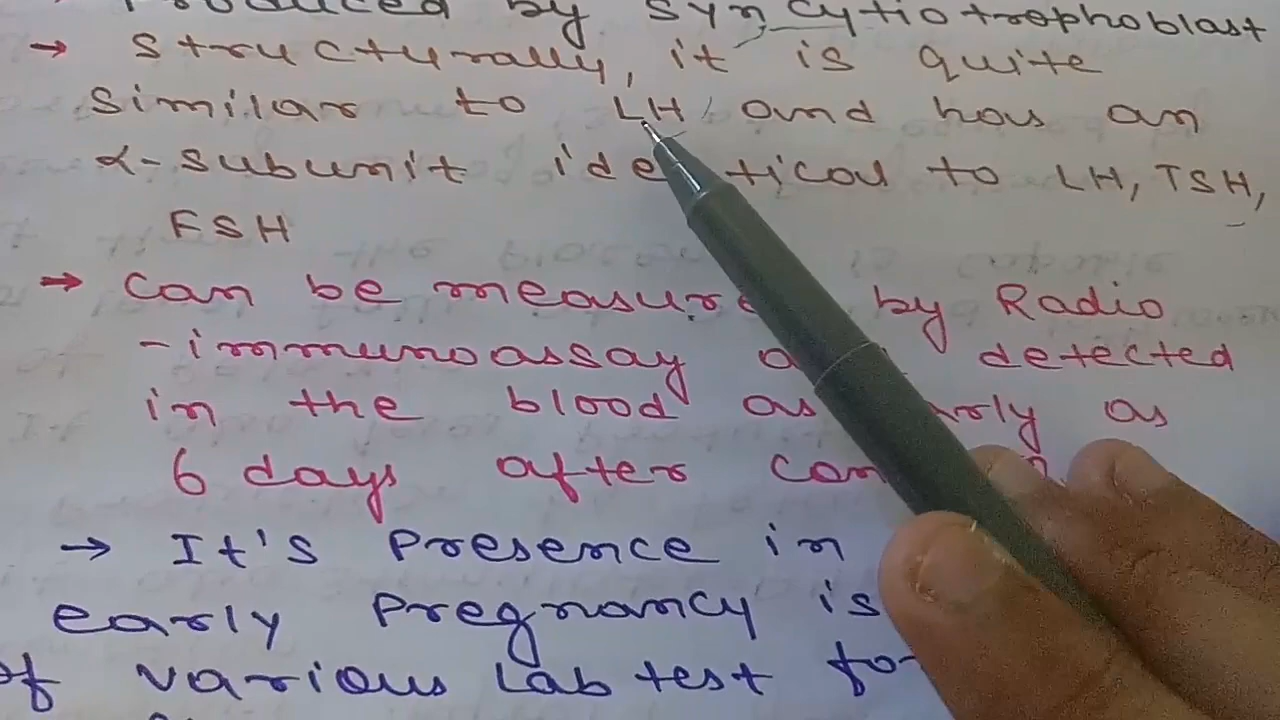 Produced by Syncytiotrophoblast
→ Structurally, it is quite
similar to LH and has an
α-subunit identical to LH, TSH,
FSH
→ Can be measured by Radio
-immunoassay detected
in the blood as early as
6 days after
→ It's Presence in
early Pregnancy is
of various Lab test for